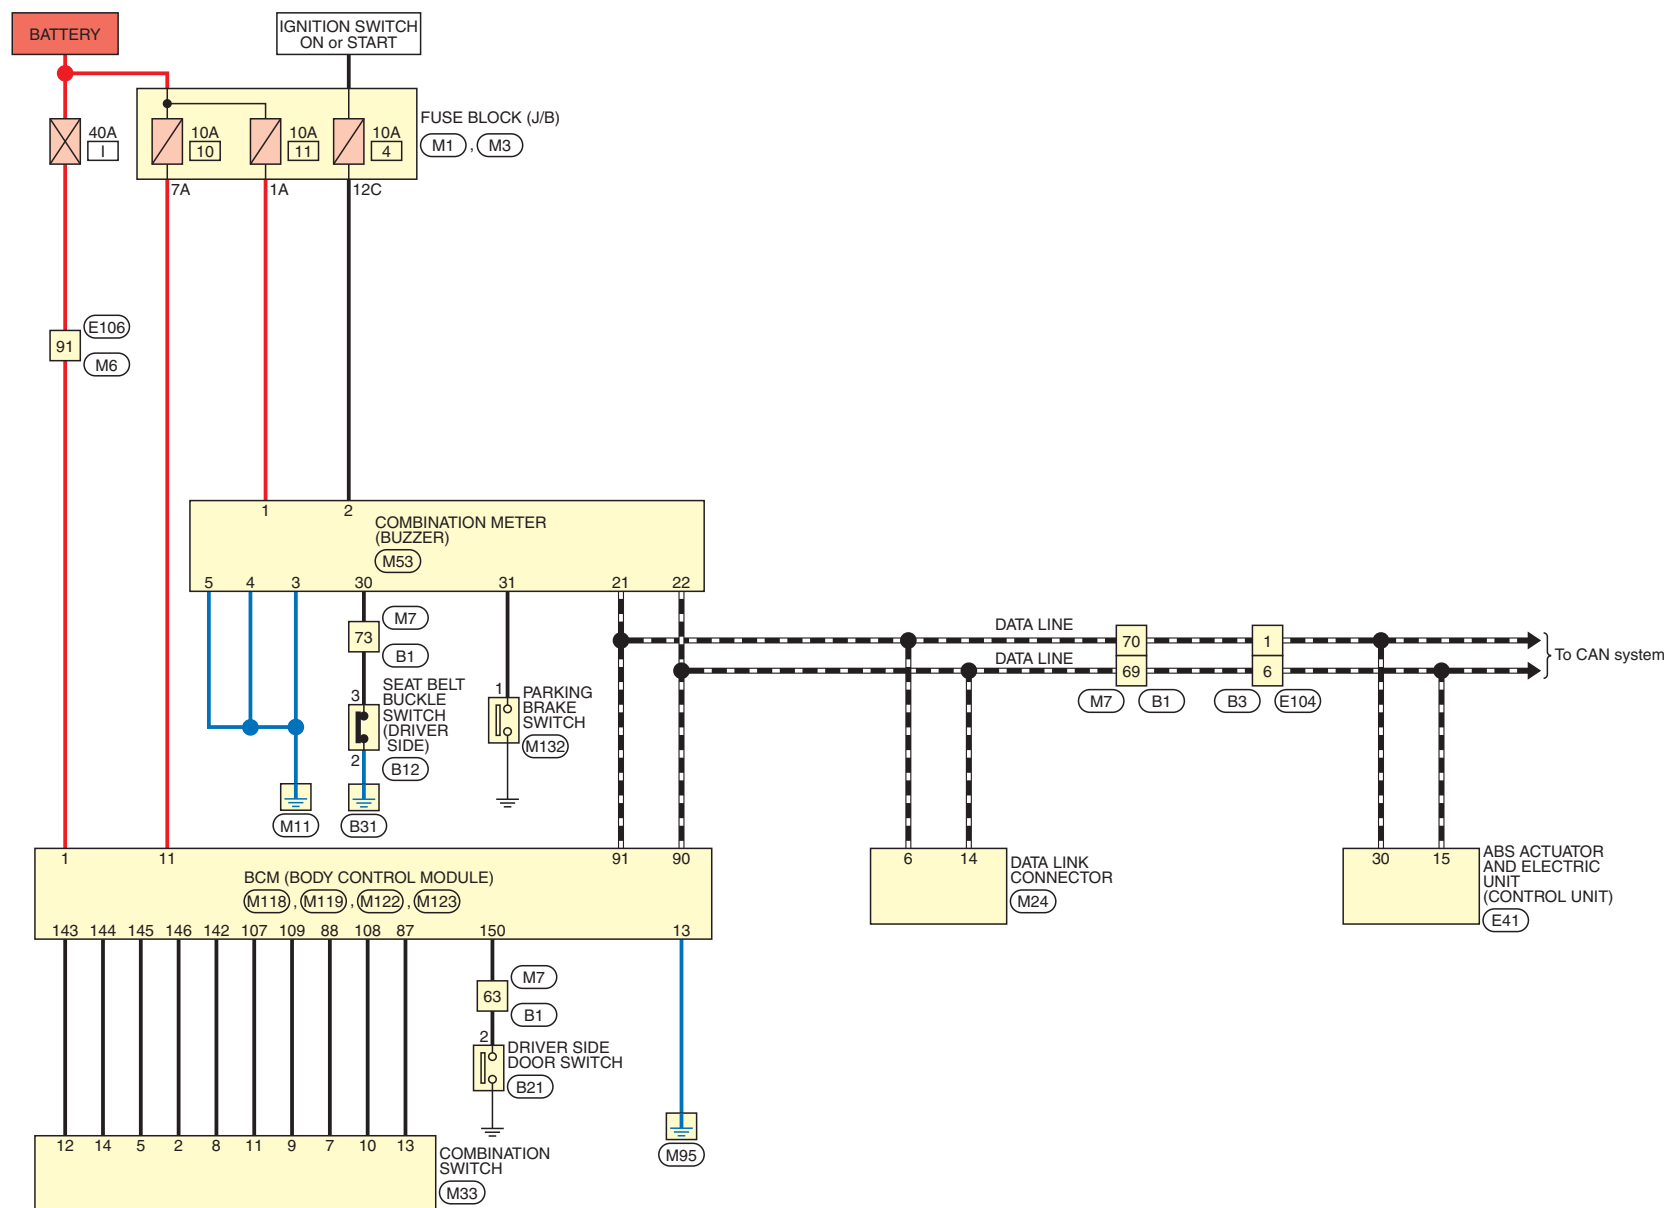 BATTERY
IGNITION SWITCH
ON or START
40A
I
10A
10
10A
11
10A
4
FUSE BLOCK (J/B)
M1 , M3
7A
1A
12C
E106
91
M6
1
2
COMBINATION METER
(BUZZER)
M53
5
4
3
30
31
21
22
M7
73
B1
3
SEAT BELT
BUCKLE
SWITCH
(DRIVER
SIDE)
2
B12
1
PARKING
BRAKE
SWITCH
M132
M11
B31
DATA LINE
70
1
DATA LINE
69
6
To CAN system
M7
B1
B3
E104
1
11
91
90
BCM (BODY CONTROL MODULE)
M118 , M119 , M122 , M123
143
144
145
146
142
107
109
88
108
87
150
13
6
14
DATA LINK
CONNECTOR
M24
30
15
ABS ACTUATOR
AND ELECTRIC
UNIT
(CONTROL UNIT)
E41
M7
63
B1
2
DRIVER SIDE
DOOR SWITCH
B21
M95
12
14
5
2
8
11
9
7
10
13
COMBINATION
SWITCH
M33